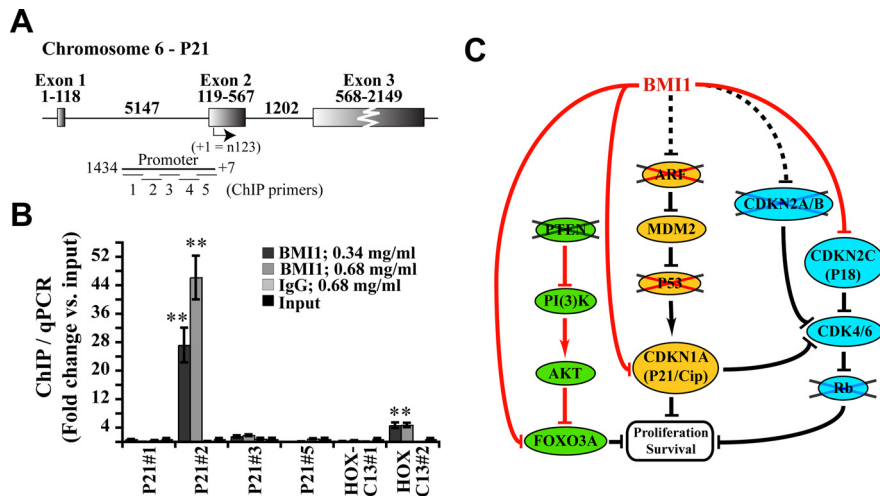 A
Chromosome 6 - P21
Exon 1
1-118
5147
Exon 2
119-567
1202
Exon 3
568-2149
(+1 = n123)
1434 Promoter +7
1 2 3 4 5 (ChIP primers)
B
ChIP / qPCR
(Fold change vs. input)
52
44
36
28
20
12
4
**
**
**
BMI1; 0.34 mg/ml
BMI1; 0.68 mg/ml
IgG; 0.68 mg/ml
Input
P21#1
P21#2
P21#3
P21#5
HOX-
C13#1
HOX
C13#2
C
BMI1
ARF
CDKN2A/B
PTEN
MDM2
CDKN2C
(P18)
P53
PI(3)K
CDK4/6
CDKN1A
(P21/Cip)
AKT
Rb
FOXO3A
Proliferation
Survival